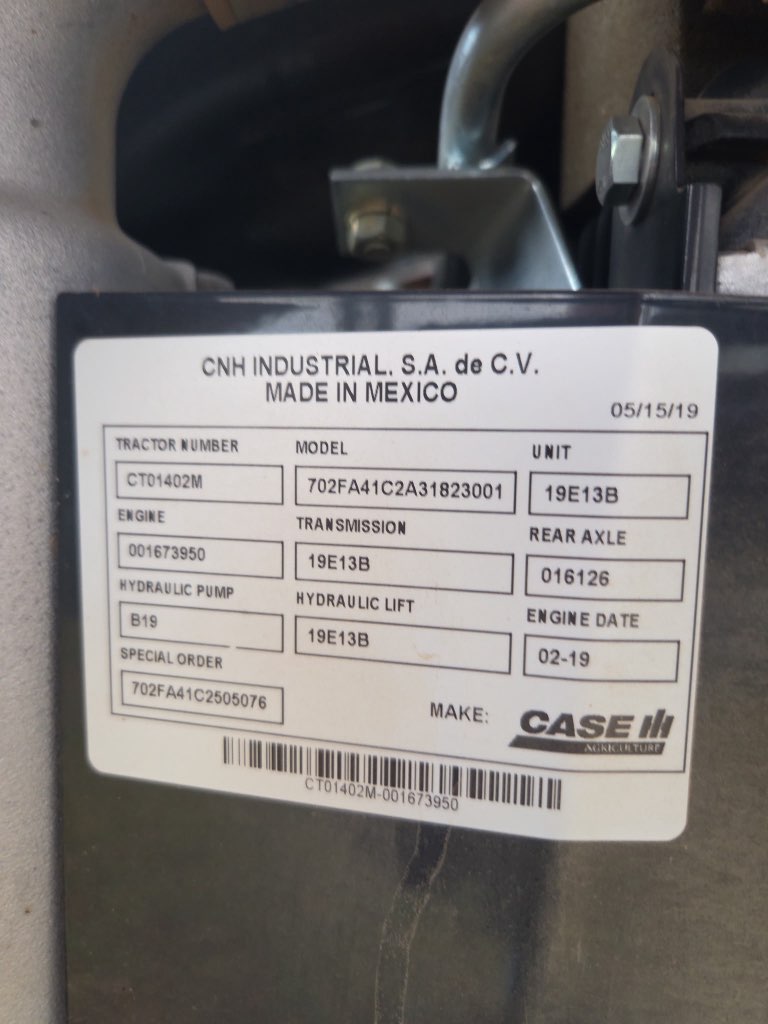 CNH INDUSTRIAL. S.A. de C.V.
MADE IN MEXICO
05/15/19
TRACTOR NUMBER MODEL UNIT
CT01402M 702FA41C2A31823001 19E13B
ENGINE TRANSMISSION REAR AXLE
001673950 19E13B 016126
HYDRAULIC PUMP HYDRAULIC LIFT ENGINE DATE
B19 19E13B 02-19
SPECIAL ORDER
702FA41C2505076
MAKE: CASE IH
AGRICULTURE
CT01402M-001673950